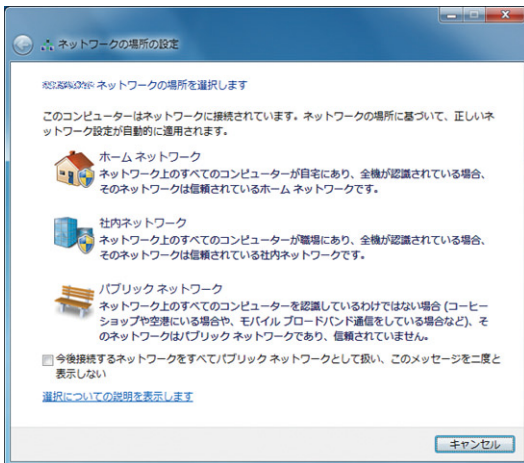 ネットワークの場所の設定
ネットワークの場所を選択します
このコンピューターはネットワークに接続されています。ネットワークの場所に基づいて、正しいネ
ットワーク設定が自動的に適用されます。
ホーム ネットワーク
ネットワーク上のすべてのコンピューターが自宅にあり、全機が認識されている場合、
そのネットワークは信頼されているホーム ネットワークです。
社内ネットワーク
ネットワーク上のすべてのコンピューターが職場にあり、全機が認識されている場合、
そのネットワークは信頼されている社内ネットワークです。
パブリック ネットワーク
ネットワーク上のすべてのコンピューターを認識しているわけではない場合 (コーヒー
ショップや空港にいる場合や、モバイル ブロードバンド通信をしている場合など)、そ
のネットワークはパブリック ネットワークであり、信頼されていません。
今後接続するネットワークをすべてパブリック ネットワークとして扱い、このメッセージを二度と
表示しない
選択についての説明を表示します
キャンセル